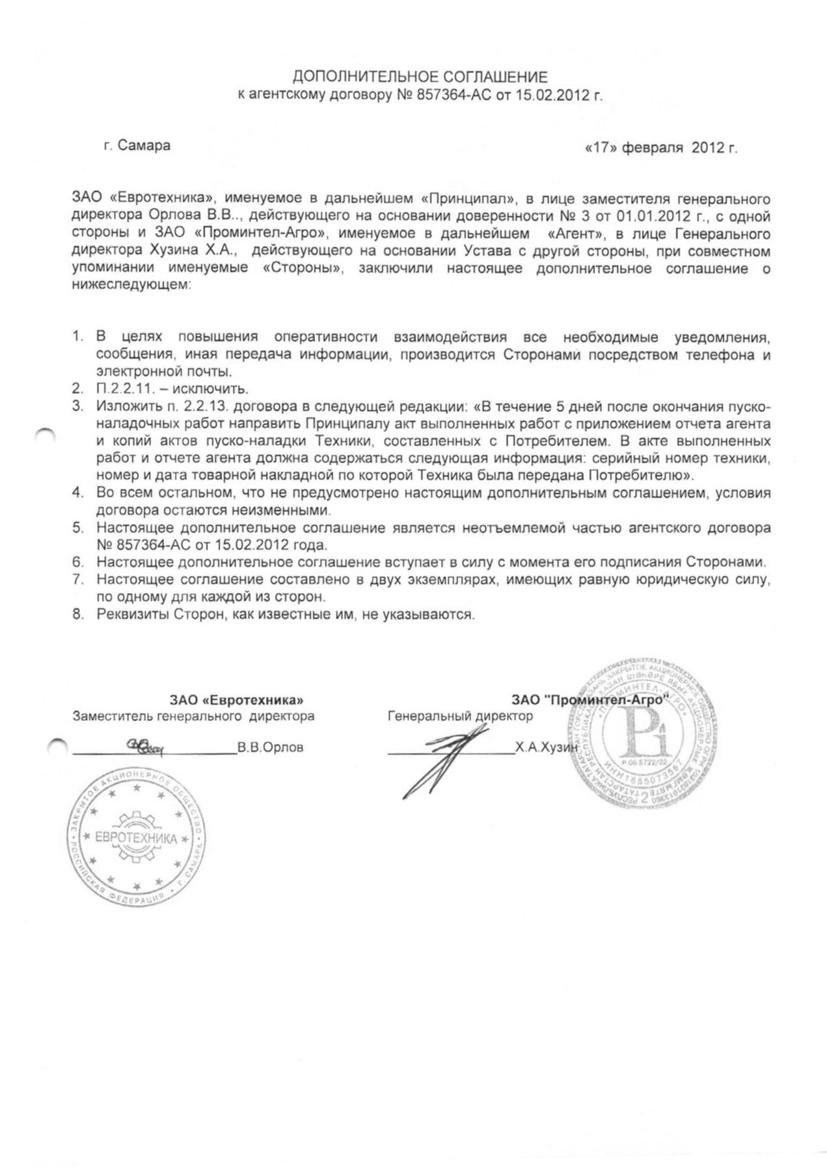 ДОПОЛНИТЕЛЬНОЕ СОГЛАШЕНИЕ
к агентскому договору № 857364-АС от 15.02.2012 г.
г. Самара «17» февраля 2012 г.
ЗАО «Евротехника», именуемое в дальнейшем «Принципал», в лице заместителя генерального
директора Орлова В.В.., действующего на основании доверенности № 3 от 01.01.2012 г., с одной
стороны и ЗАО «Проминтел-Агро», именуемое в дальнейшем «Агент», в лице Генерального
директора Хузина Х.А., действующего на основании Устава с другой стороны, при совместном
упоминании именуемые «Стороны», заключили настоящее дополнительное соглашение о
нижеследующем:
1. В целях повышения оперативности взаимодействия все необходимые уведомления,
сообщения, иная передача информации, производится Сторонами посредством телефона и
электронной почты.
2. П.2.2.11. – исключить.
3. Изложить п. 2.2.13. договора в следующей редакции: «В течение 5 дней после окончания пуско-
наладочных работ направить Принципалу акт выполненных работ с приложением отчета агента
и копий актов пуско-наладки Техники, составленных с Потребителем. В акте выполненных
работ и отчете агента должна содержаться следующая информация: серийный номер техники,
номер и дата товарной накладной по которой Техника была передана Потребителю».
4. Во всем остальном, что не предусмотрено настоящим дополнительным соглашением, условия
договора остаются неизменными.
5. Настоящее дополнительное соглашение является неотъемлемой частью агентского договора
№ 857364-АС от 15.02.2012 года.
6. Настоящее дополнительное соглашение вступает в силу с момента его подписания Сторонами.
7. Настоящее соглашение составлено в двух экземплярах, имеющих равную юридическую силу,
по одному для каждой из сторон.
8. Реквизиты Сторон, как известные им, не указываются.
ЗАО «Евротехника» ЗАО "Проминтел-Агро"
Заместитель генерального директора Генеральный директор
В.В.Орлов Х.А.Хузин
ЗАКРЫТОЕ АКЦИОНЕРНОЕ ОБЩЕСТВО
ЕВРОТЕХНИКА
РОССИЙСКАЯ ФЕДЕРАЦИЯ • Г. САМАРА
«ПРОМИНТЕЛ-АГРО»
Pi
ИНН1655073567